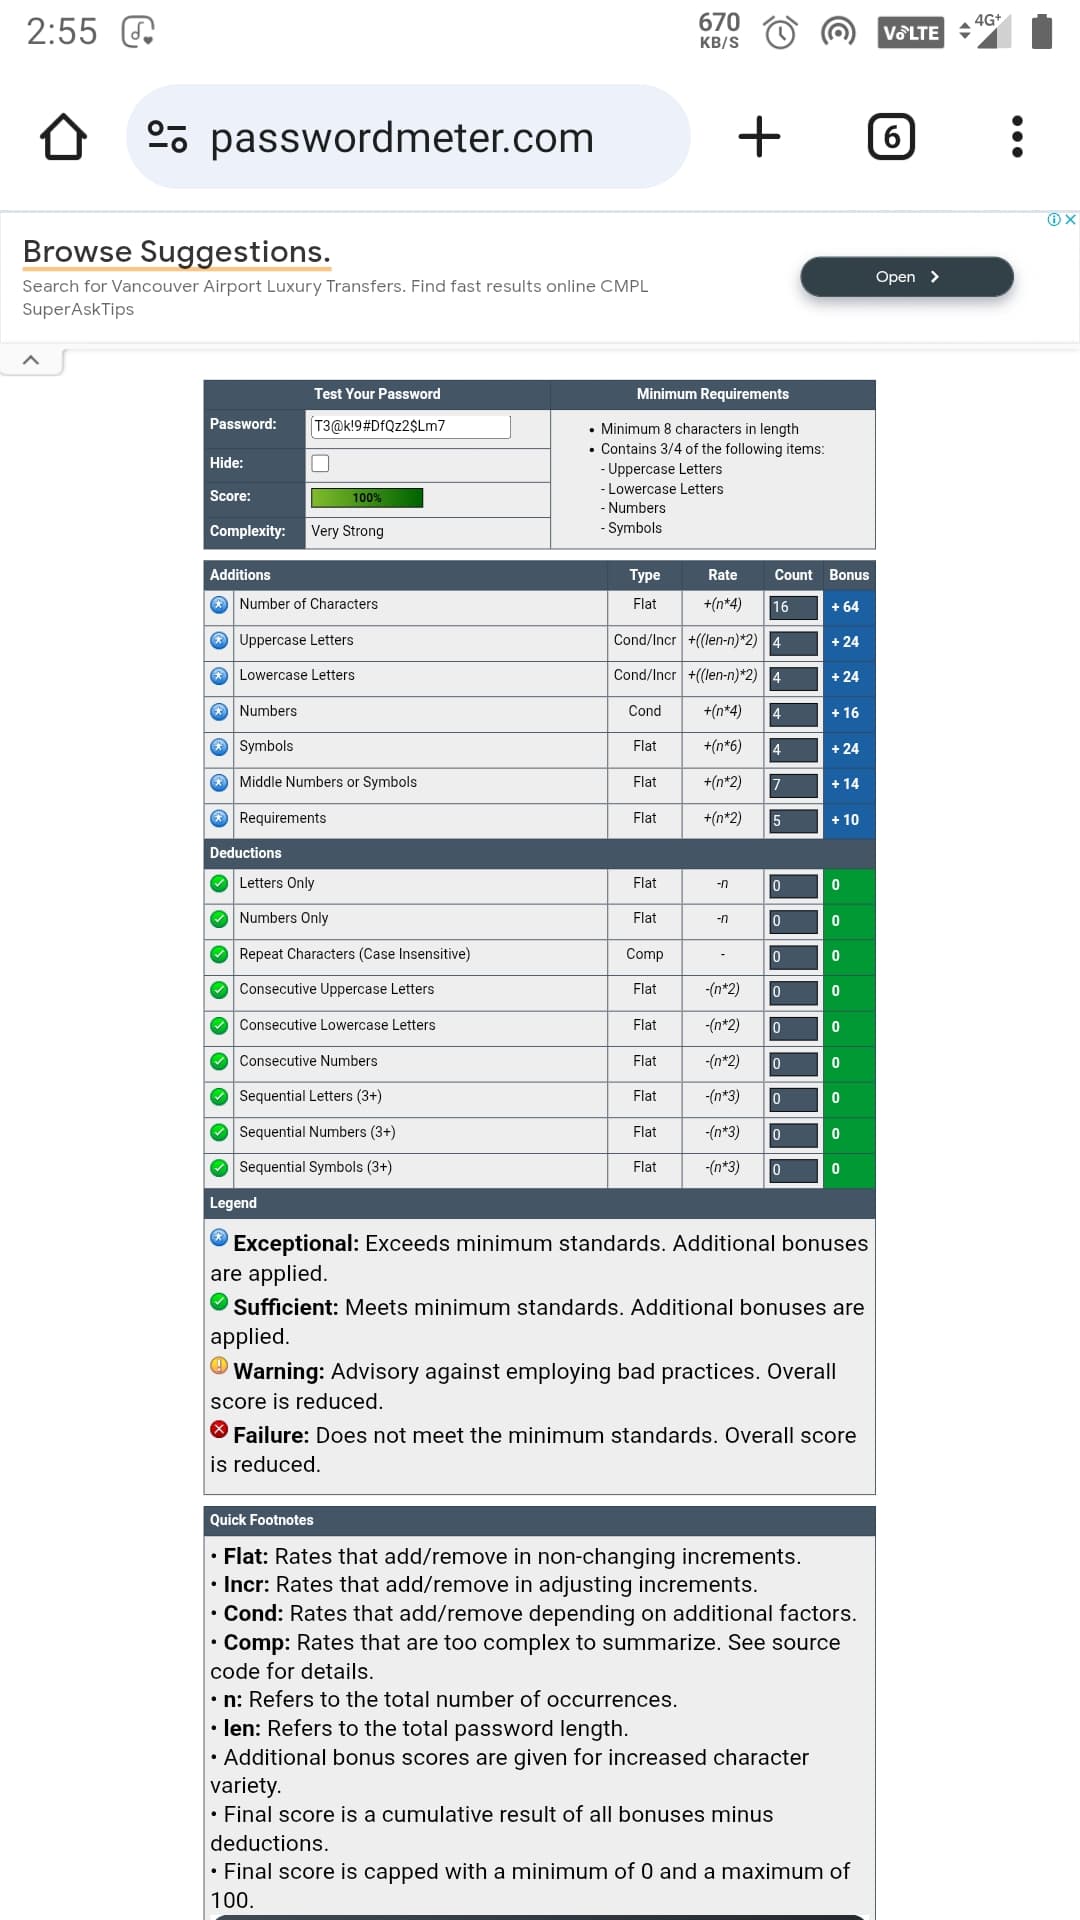 2:55
670
KB/S
VoLTE
4G+
passwordmeter.com
6
Browse Suggestions.
Search for Vancouver Airport Luxury Transfers. Find fast results online CMPL
SuperAskTips
Open
Test Your Password
Minimum Requirements
Password:
T3@k!9#DfQz2$Lm7
• Minimum 8 characters in length
• Contains 3/4 of the following items:
- Uppercase Letters
- Lowercase Letters
- Numbers
- Symbols
Hide:
Score:
100%
Complexity:
Very Strong
Additions Type Rate Count Bonus
Number of Characters Flat +(n*4) 16 + 64
Uppercase Letters Cond/Incr +((len-n)*2) 4 + 24
Lowercase Letters Cond/Incr +((len-n)*2) 4 + 24
Numbers Cond +(n*4) 4 + 16
Symbols Flat +(n*6) 4 + 24
Middle Numbers or Symbols Flat +(n*2) 7 + 14
Requirements Flat +(n*2) 5 + 10
Deductions
Letters Only Flat -n 0 0
Numbers Only Flat -n 0 0
Repeat Characters (Case Insensitive) Comp - 0 0
Consecutive Uppercase Letters Flat -(n*2) 0 0
Consecutive Lowercase Letters Flat -(n*2) 0 0
Consecutive Numbers Flat -(n*2) 0 0
Sequential Letters (3+) Flat -(n*3) 0 0
Sequential Numbers (3+) Flat -(n*3) 0 0
Sequential Symbols (3+) Flat -(n*3) 0 0
Legend
Exceptional: Exceeds minimum standards. Additional bonuses
are applied.
Sufficient: Meets minimum standards. Additional bonuses are
applied.
Warning: Advisory against employing bad practices. Overall
score is reduced.
Failure: Does not meet the minimum standards. Overall score
is reduced.
Quick Footnotes
• Flat: Rates that add/remove in non-changing increments.
• Incr: Rates that add/remove in adjusting increments.
• Cond: Rates that add/remove depending on additional factors.
• Comp: Rates that are too complex to summarize. See source
code for details.
• n: Refers to the total number of occurrences.
• len: Refers to the total password length.
• Additional bonus scores are given for increased character
variety.
• Final score is a cumulative result of all bonuses minus
deductions.
• Final score is capped with a minimum of 0 and a maximum of
100.